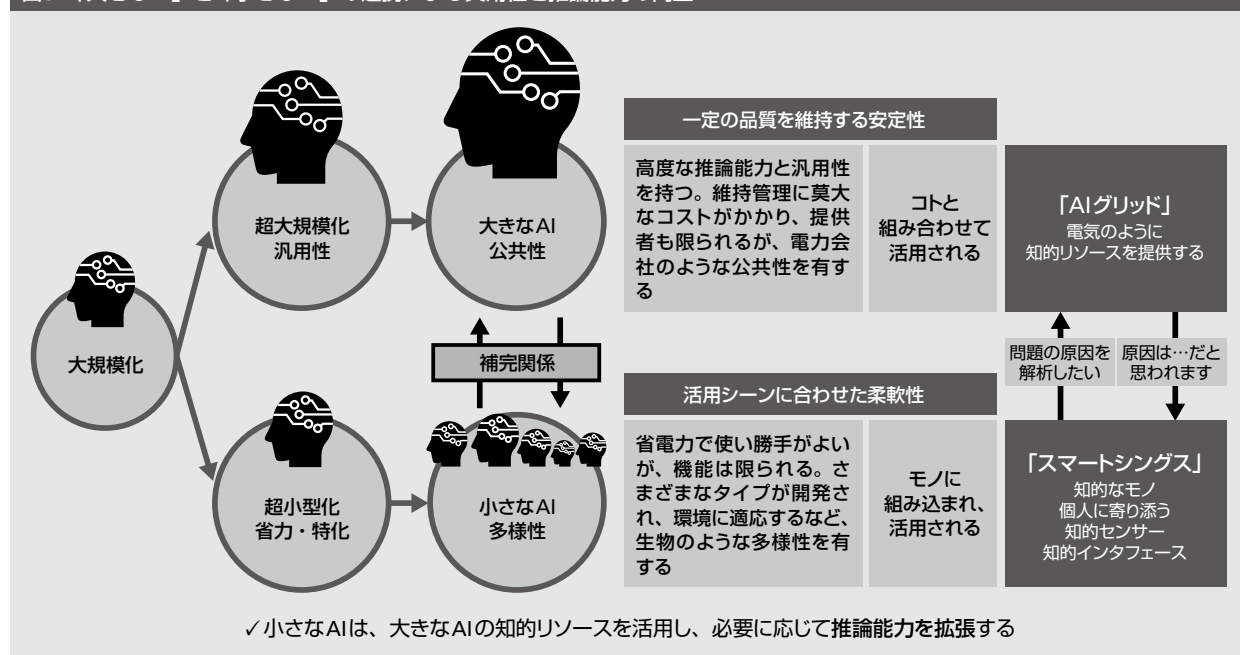 大規模化
超大規模化
汎用性
大きなAI
公共性
補完関係
超小型化
省力・特化
小さなAI
多様性
一定の品質を維持する安定性
高度な推論能力と汎用性
を持つ。維持管理に莫大
なコストがかかり、提供
者も限られるが、電力会
社のような公共性を有す
る
コトと
組み合わせて
活用される
「AIグリッド」
電気のように
知的リソースを提供する
問題の原因を
解析したい
原因は…だと
思われます
活用シーンに合わせた柔軟性
省電力で使い勝手がよい
が、機能は限られる。さ
まざまなタイプが開発さ
れ、環境に適応するなど、
生物のような多様性を有
する
モノに
組み込まれ、
活用される
「スマートシングス」
知的なモノ
個人に寄り添う
知的センサー
知的インタフェース
✓小さなAIは、大きなAIの知的リソースを活用し、必要に応じて推論能力を拡張する